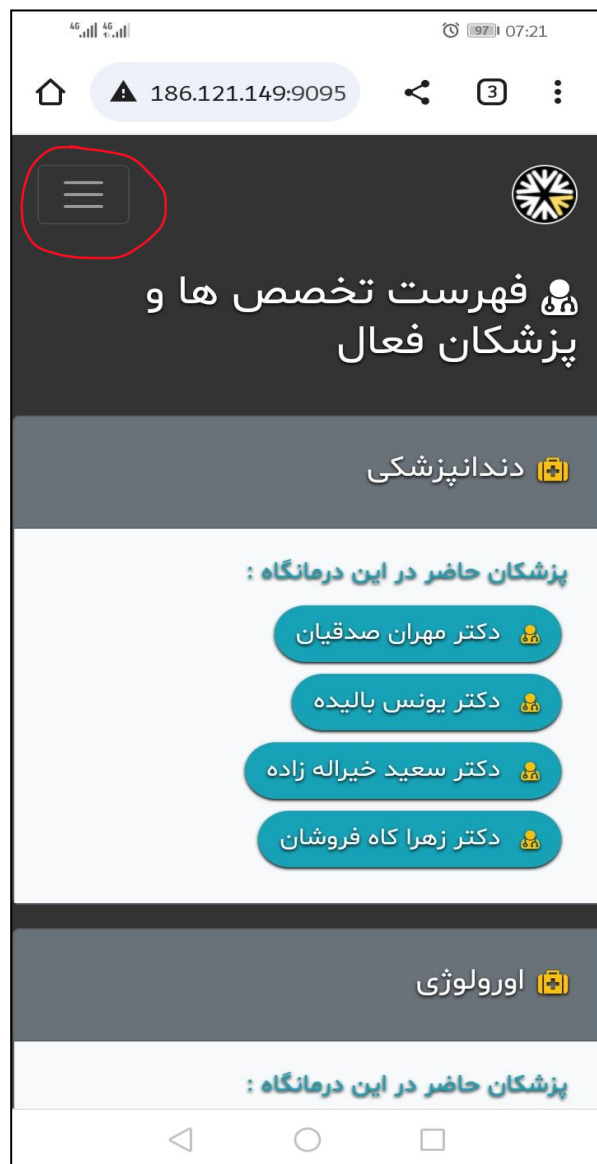 4G 4G 97 07:21
186.121.149:9095 3
فهرست تخصص ها و
پزشکان فعال
دندانپزشکی
پزشکان حاضر در این درمانگاه :
دکتر مهران صدقیان
دکتر یونس بالیده
دکتر سعید خیراله زاده
دکتر زهرا کاه فروشان
اورولوژی
پزشکان حاضر در این درمانگاه :